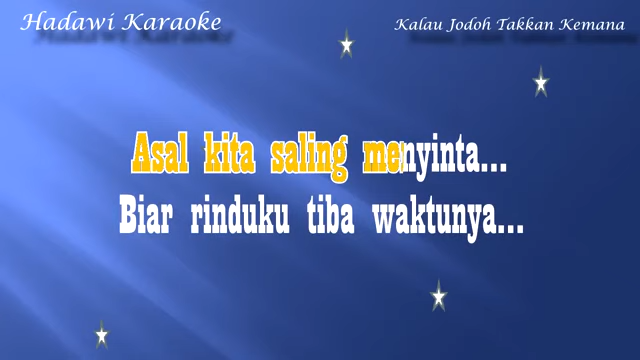 Hadawi Karaoke
Kalau Jodoh Takkan Kemana
Asal kita saling menyinta...
Biar rinduku tiba waktunya...